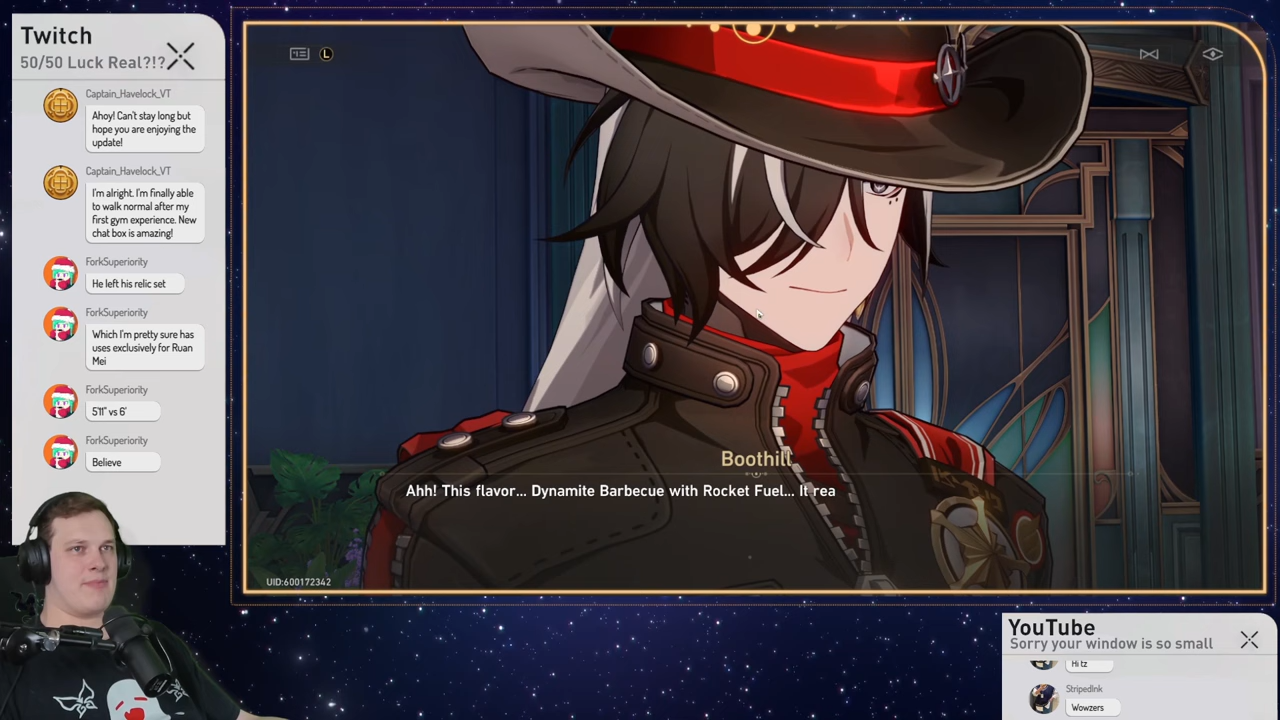 Twitch
50/50 Luck Real?!?
Captain_Havelock_VT
Ahoy! Can't stay long but
hope you are enjoying the
update!
Captain_Havelock_VT
I'm alright. I'm finally able
to walk normal after my
first gym experience. New
chat box is amazing!
ForkSuperiority
He left his relic set
ForkSuperiority
Which I'm pretty sure has
uses exclusively for Ruan
Mei
ForkSuperiority
5'11" vs 6'
ForkSuperiority
Believe
L
Boothill
Ahh! This flavor... Dynamite Barbecue with Rocket Fuel... It rea
UID:600172342
YouTube
Sorry your window is so small
Hi tz
StripedInk
Wowzers